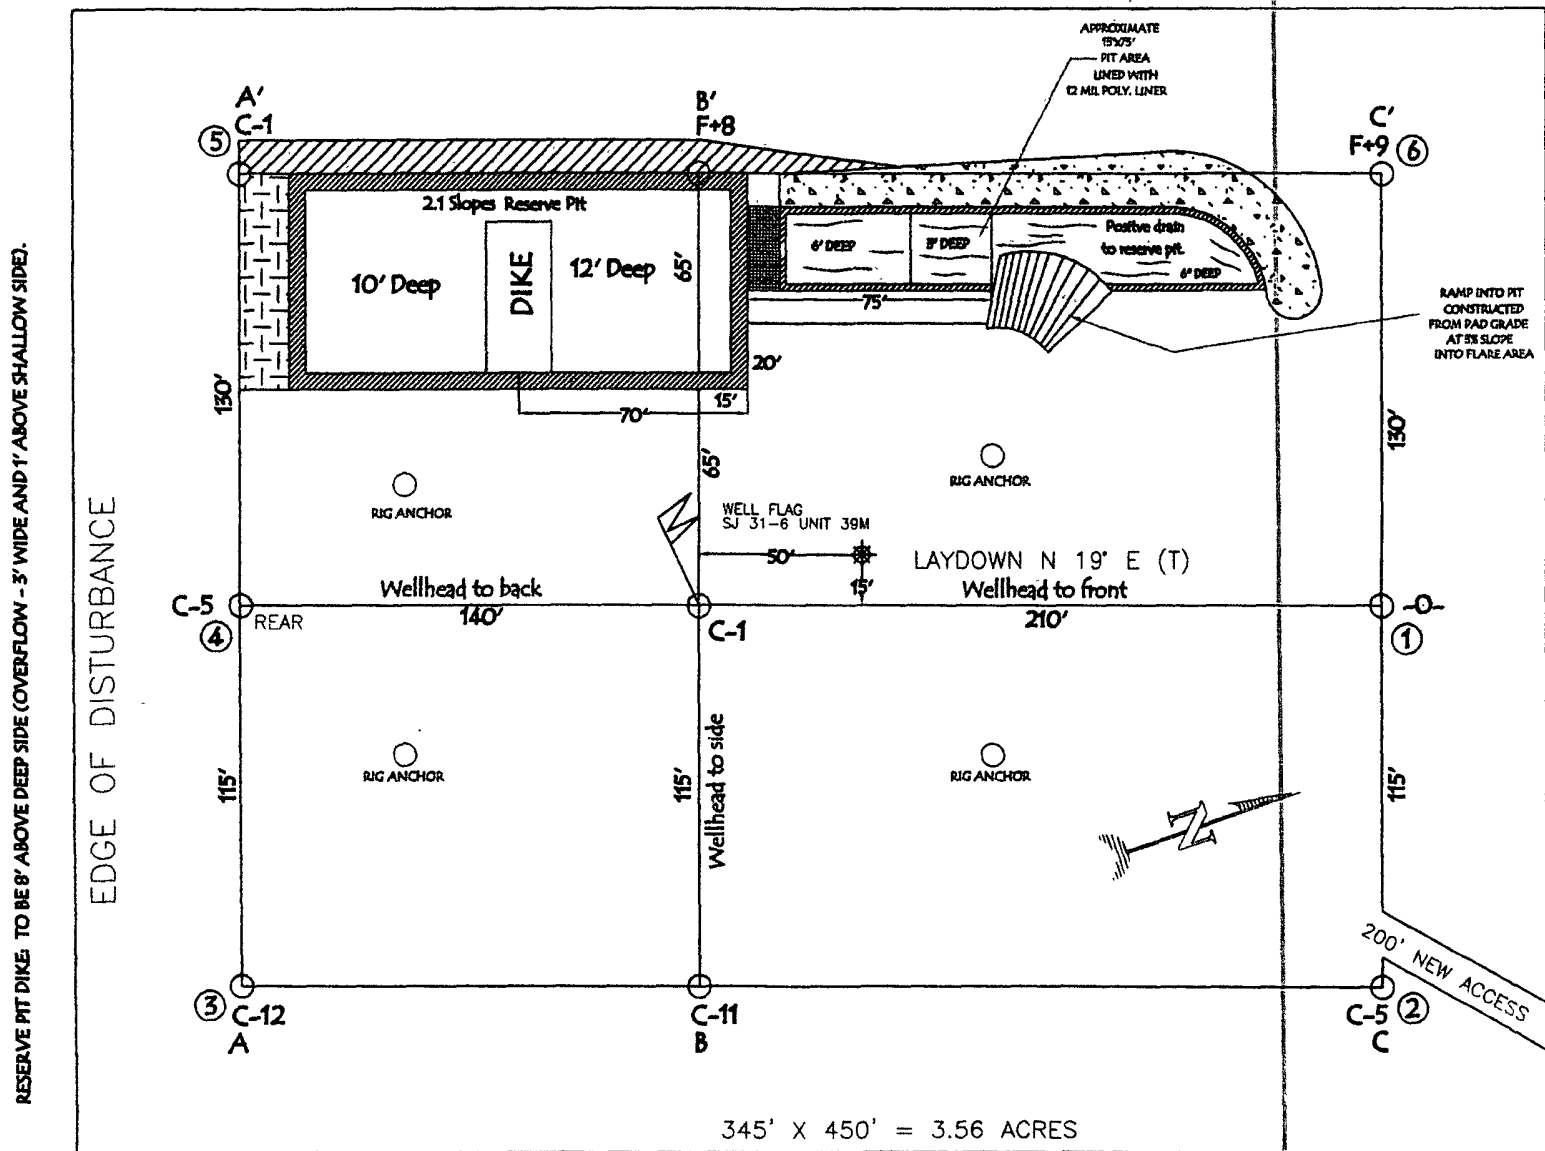 APPROXIMATE
PIT AREA
LINED WITH
12 MIL POLY. LINER
A'
C-1
5
B'
F+8
C'
F+9 6
2.1 Slopes Reserve Pit
10' Deep
DIKE
12' Deep
65'
6' DEEP
8' DEEP
Positve drain
to reserve pit.
6" DEEP
75'
RAMP INTO PIT
CONSTRUCTED
FROM PAD GRADE
AT 5% SLOPE
INTO FLARE AREA
20'
15'
70'
130'
130'
65'
RIG ANCHOR
RIG ANCHOR
WELL FLAG
SJ 31-6 UNIT 39M
50'
15'
LAYDOWN N 19° E (T)
Wellhead to back
140'
Wellhead to front
210'
C-5
4
REAR
C-1
-0-
1
EDGE OF DISTURBANCE
RESERVE PIT DIKE: TO BE 8' ABOVE DEEP SIDE (OVERFLOW - 3' WIDE AND 1' ABOVE SHALLOW SIDE).
115'
115'
Wellhead to side
115'
RIG ANCHOR
RIG ANCHOR
N
200' NEW ACCESS
3 C-12
A
C-11
B
C-5 2
C
345' X 450' = 3.56 ACRES